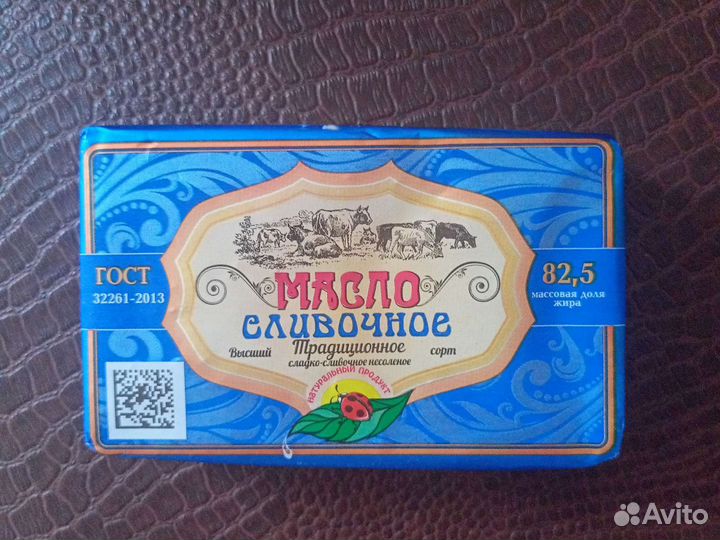 ГОСТ
32261-2013
МАСЛО
СЛИВОЧНОЕ
Высший Традиционное сорт
сладко-сливочное несоленое
натуральный продукт
82,5
массовая доля
жира
Avito